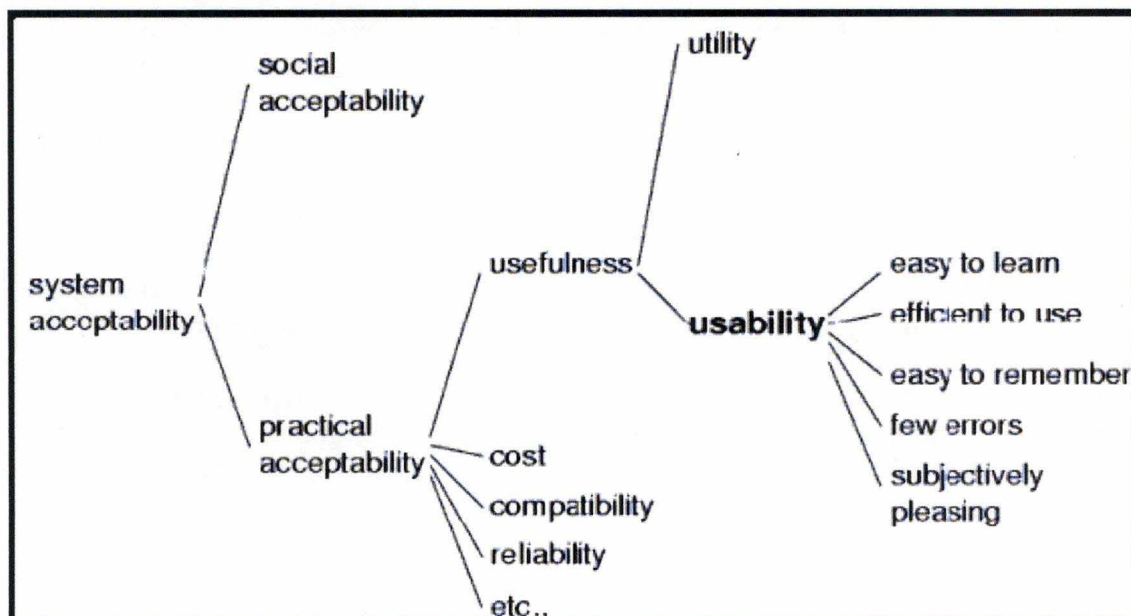 social
acceptability
system
acceptability
practical
acceptability
usefulness
cost
compatibility
reliability
etc..
utility
usability
easy to learn
efficient to use
easy to remember
few errors
subjectively
pleasing